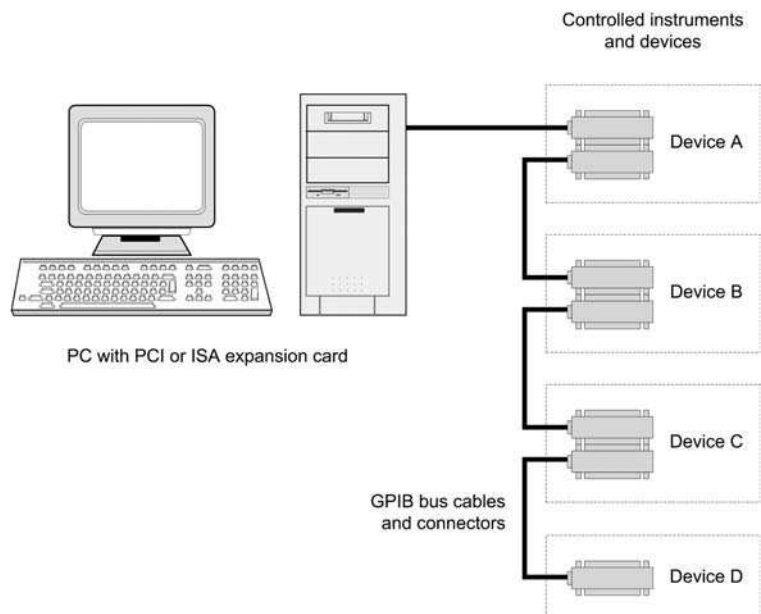 Controlled instruments
and devices
Device A
Device B
PC with PCI or ISA expansion card
Device C
GPIB bus cables
and connectors
Device D